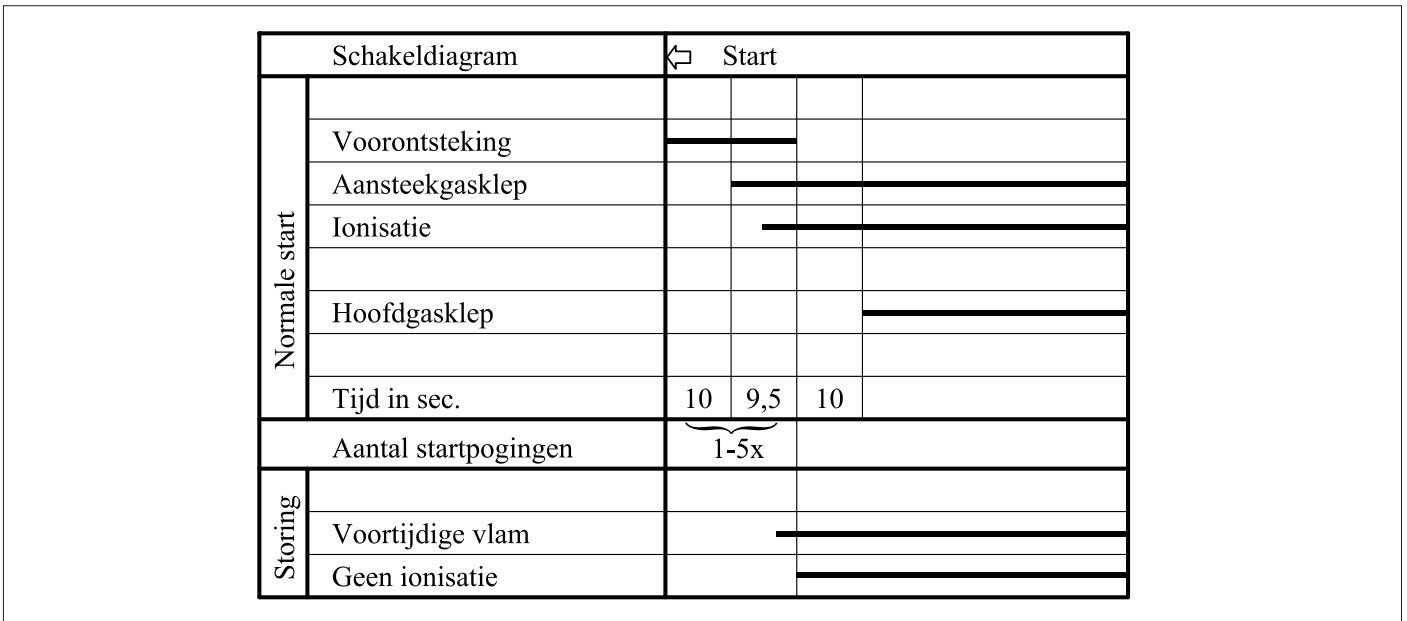 Schakeldiagram Start
Normale start
Voorontsteking
Aansteekgasklep
Ionisatie
Hoofdgasklep
Tijd in sec. 10 9,5 10
Aantal startpogingen 1-5x
Storing
Voortijdige vlam
Geen ionisatie